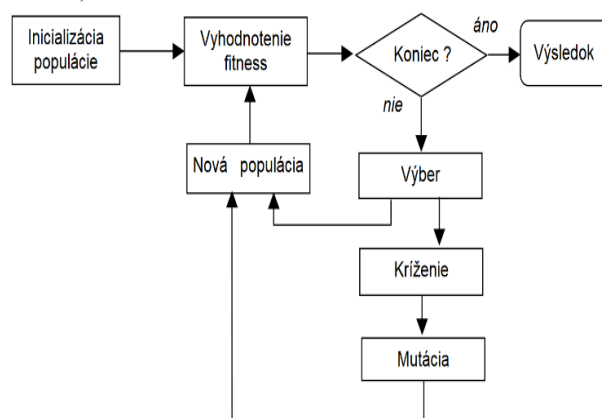 Inicializácia
populácie
Vyhodnotenie
fitness
Koniec ?
áno
Výsledok
nie
Nová populácia
Výber
Kríženie
Mutácia